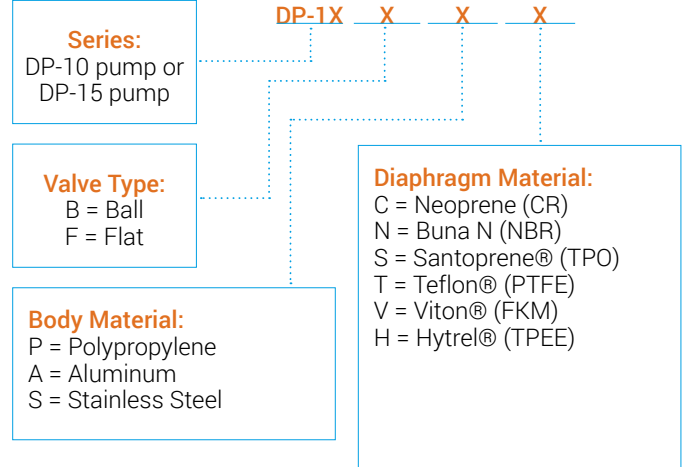 DP-1X X X X
Series:
DP-10 pump or
DP-15 pump
Valve Type:
B = Ball
F = Flat
Body Material:
P = Polypropylene
A = Aluminum
S = Stainless Steel
Diaphragm Material:
C = Neoprene (CR)
N = Buna N (NBR)
S = Santoprene® (TPO)
T = Teflon® (PTFE)
V = Viton® (FKM)
H = Hytrel® (TPEE)